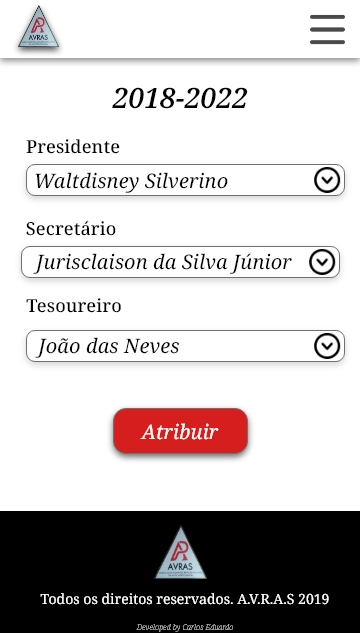 AVRAS
2018-2022
Presidente
Waltdisney Silverino
Secretário
Jurisclaison da Silva Júnior
Tesoureiro
João das Neves
Atribuir
AVRAS
Todos os direitos reservados. A.V.R.A.S 2019
Developed by Carlos Eduardo